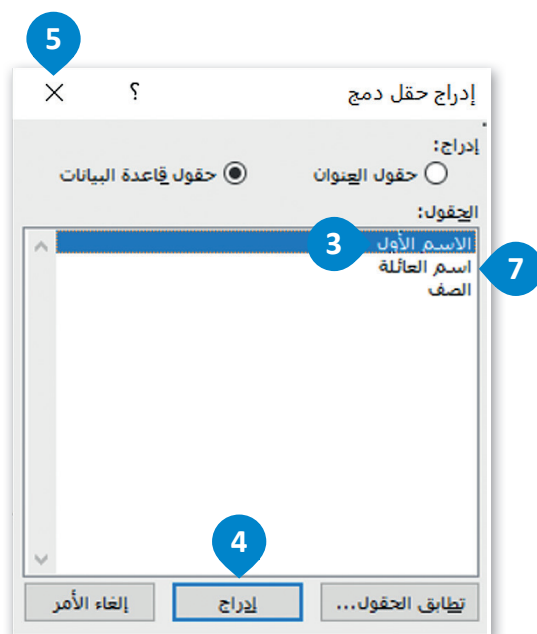 5
إدراج حقل دمج ؟ ×
إدراج:
حقول العنوان حقول قاعدة البيانات
الحقول:
الاسم الأول 3
اسم العائلة 7
الصف
4
تطابق الحقول... إدراج إلغاء الأمر